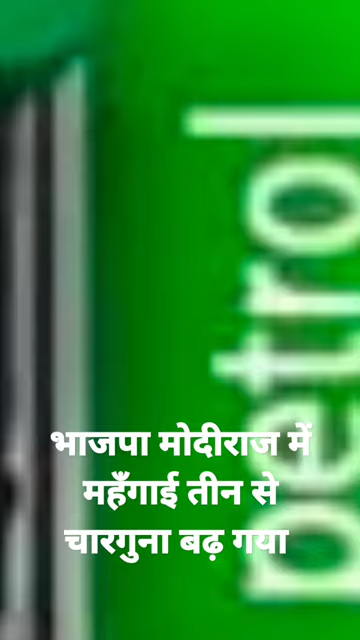 petrol
भाजपा मोदीराज में
महँगाई तीन से
चारगुना बढ़ गया